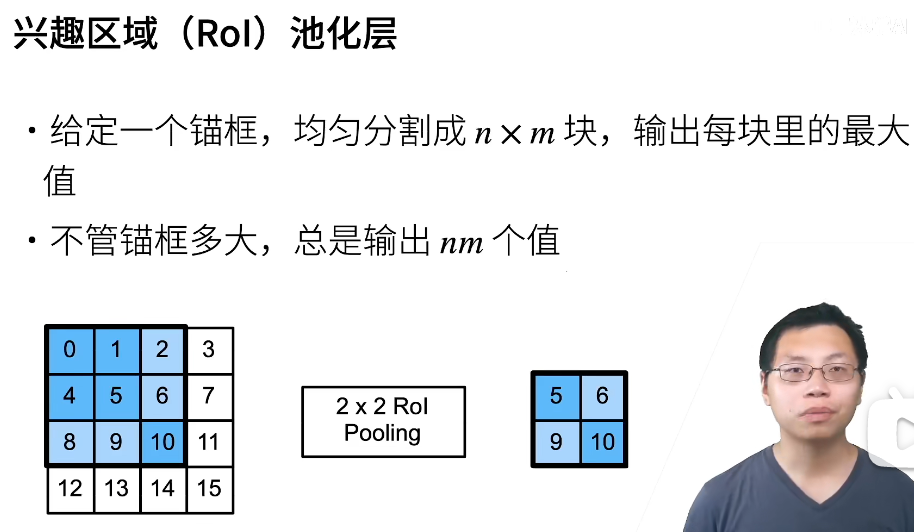 兴趣区域（RoI）池化层
• 给定一个锚框，均匀分割成 n × m 块，输出每块里的最大
值
• 不管锚框多大，总是输出 nm 个值
0 1 2 3
4 5 6 7
8 9 10 11
12 13 14 15
2 x 2 RoI
Pooling
5 6
9 10